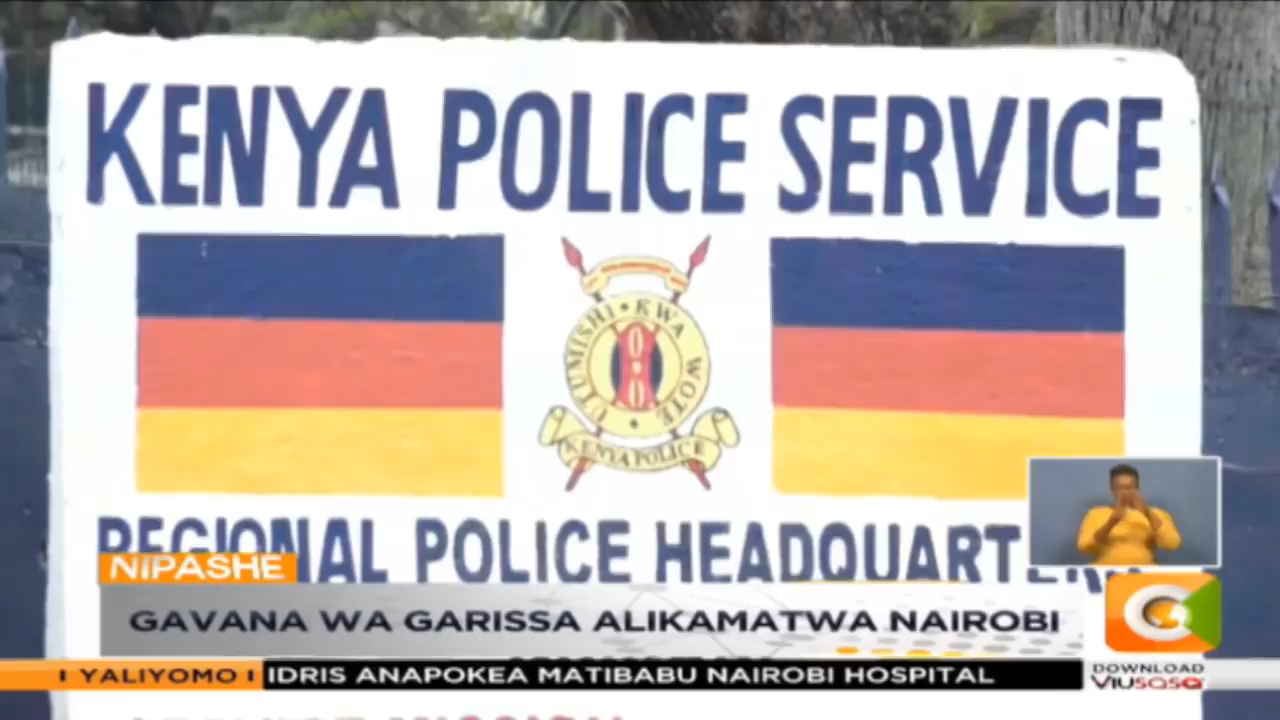 KENYA POLICE SERVICE
UTUMISHI • KWA WOTE •
KENYA POLICE
REGIONAL POLICE
NIPASHE
GAVANA WA GARISSA ALIKAMATWA NAIROBI
YALIYOMO
IDRIS ANAPOKEA MATIBABU NAIROBI HOSPITAL
DOWNLOAD
VIUSASA